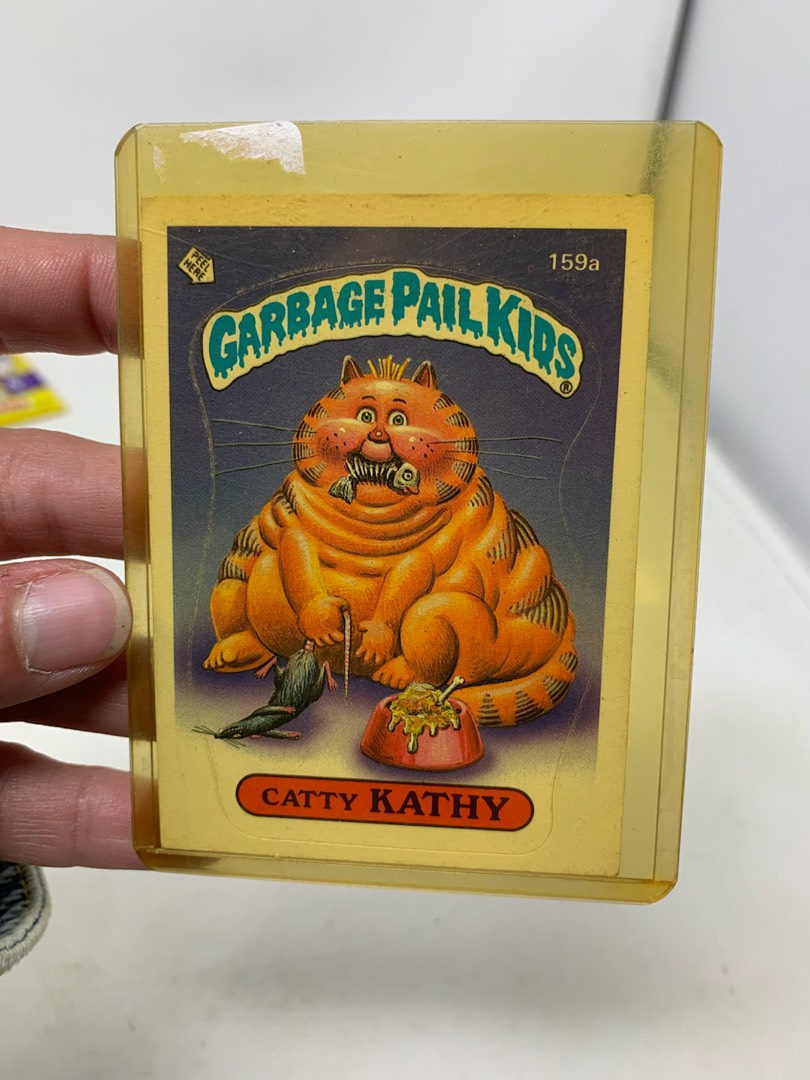 PEEL
HERE
159a
GARBAGE PAIL KIDS®
CATTY KATHY